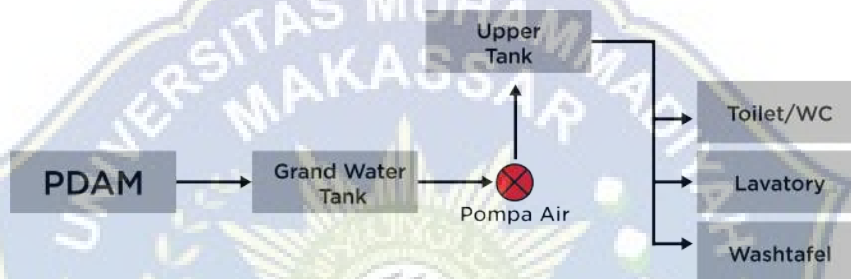 UNIVERSITAS MUHAMMADIYAH
MAKASSAR
Upper
Tank
PDAM
Grand Water
Tank
Pompa Air
Toilet/WC
Lavatory
Washtafel